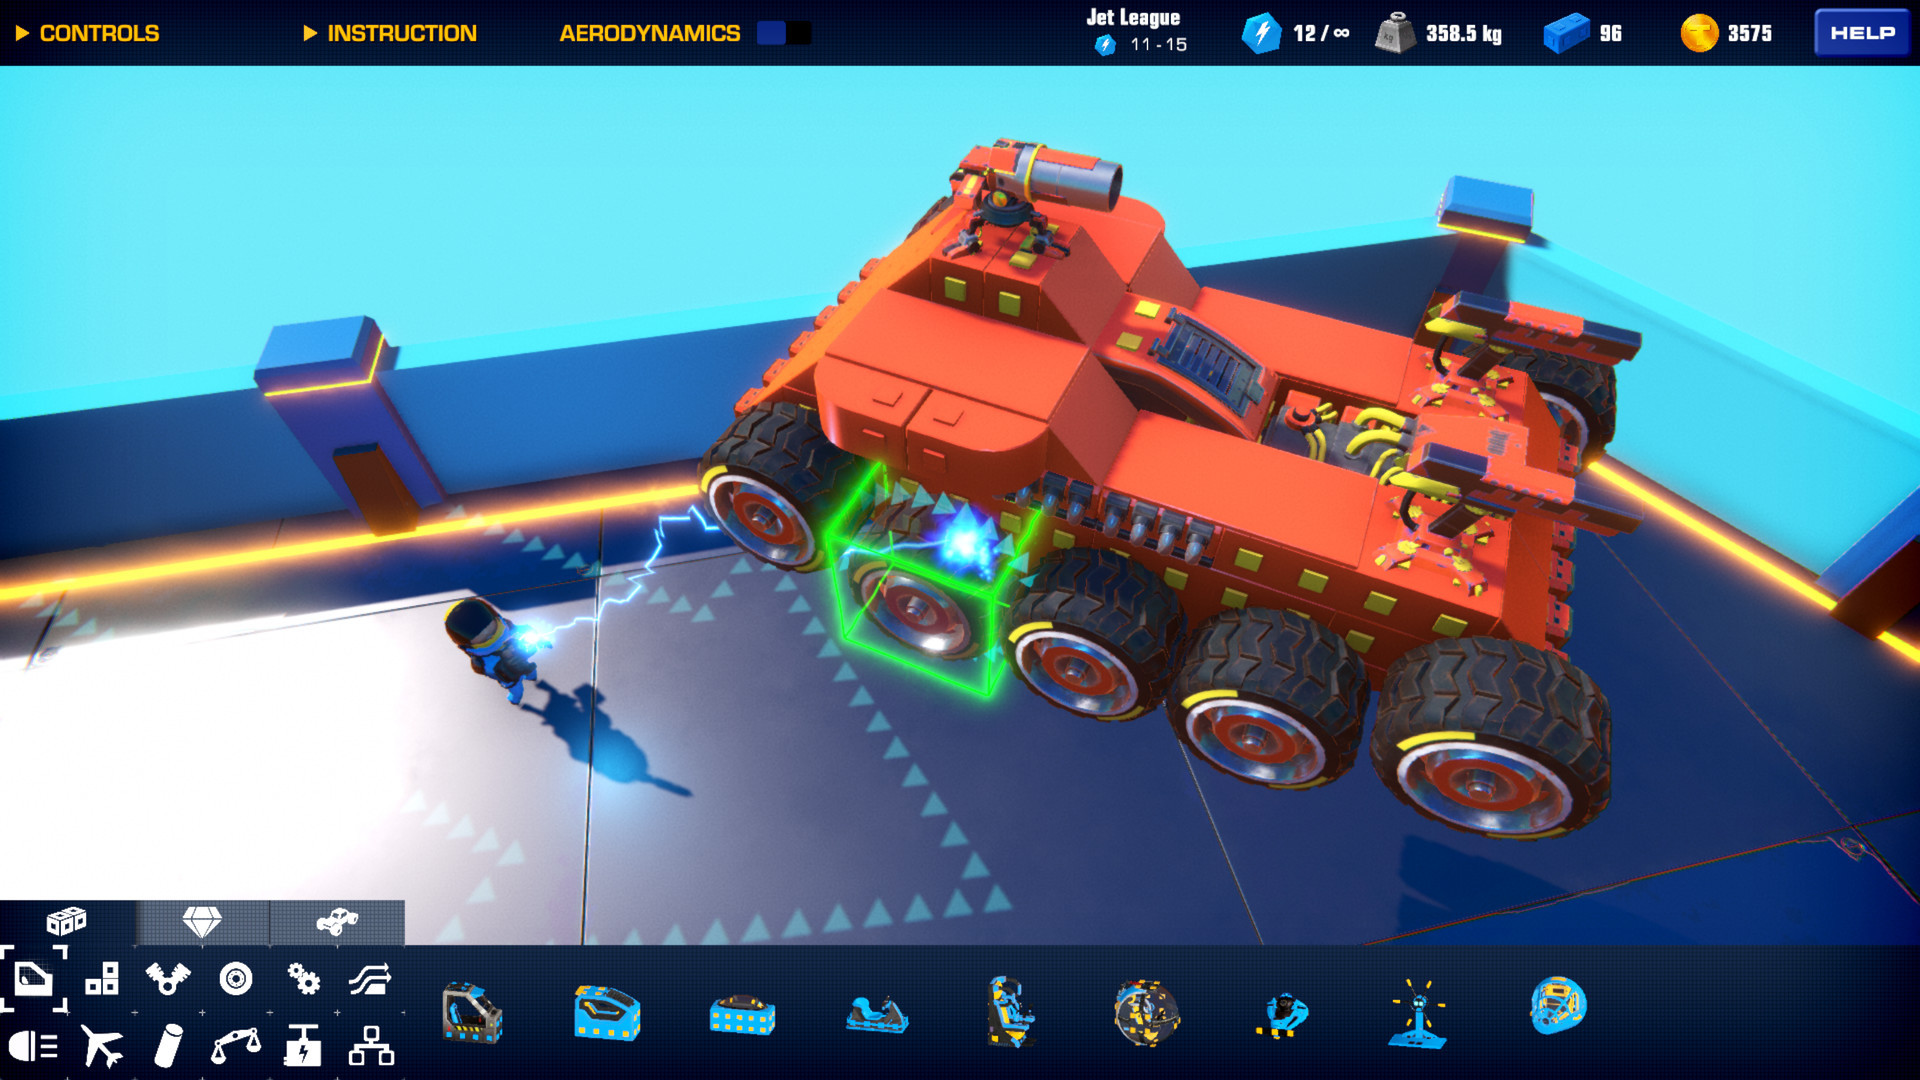 CONTROLS
INSTRUCTION
AERODYNAMICS
Jet League
11 - 15
12 / ∞
358.5 kg
96
3575
HELP